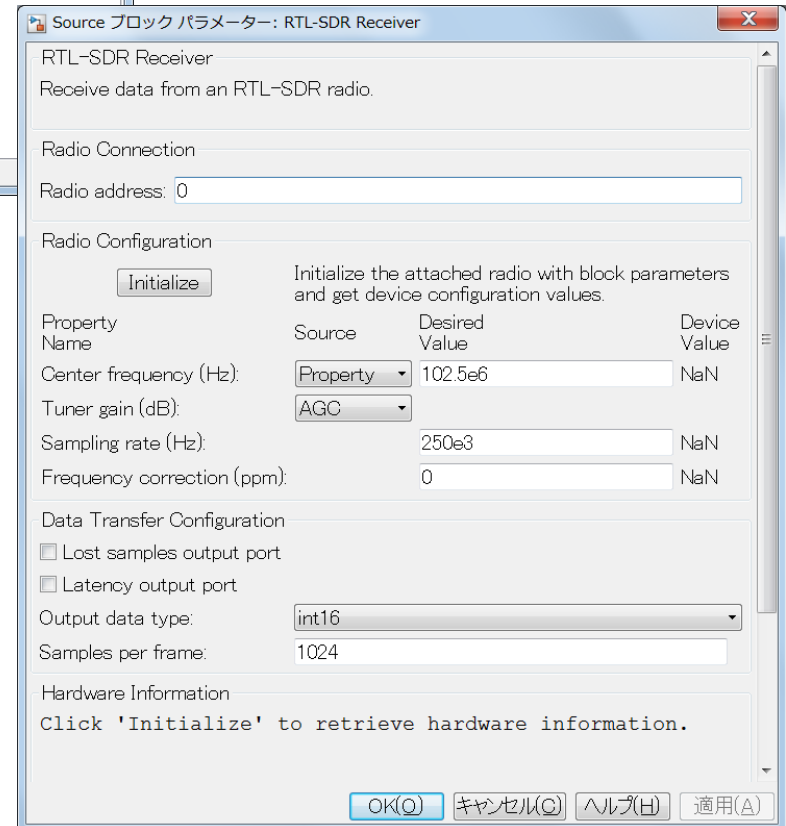 Source ブロック パラメーター: RTL-SDR Receiver
RTL-SDR Receiver
Receive data from an RTL-SDR radio.
Radio Connection
Radio address: 0
Radio Configuration
Initialize
Initialize the attached radio with block parameters
and get device configuration values.
Property Name Source Desired Value Device Value
Center frequency (Hz): Property 102.5e6 NaN
Tuner gain (dB): AGC
Sampling rate (Hz): 250e3 NaN
Frequency correction (ppm): 0 NaN
Data Transfer Configuration
Lost samples output port
Latency output port
Output data type: int16
Samples per frame: 1024
Hardware Information
Click 'Initialize' to retrieve hardware information.
OK(O) キャンセル(C) ヘルプ(H) 適用(A)